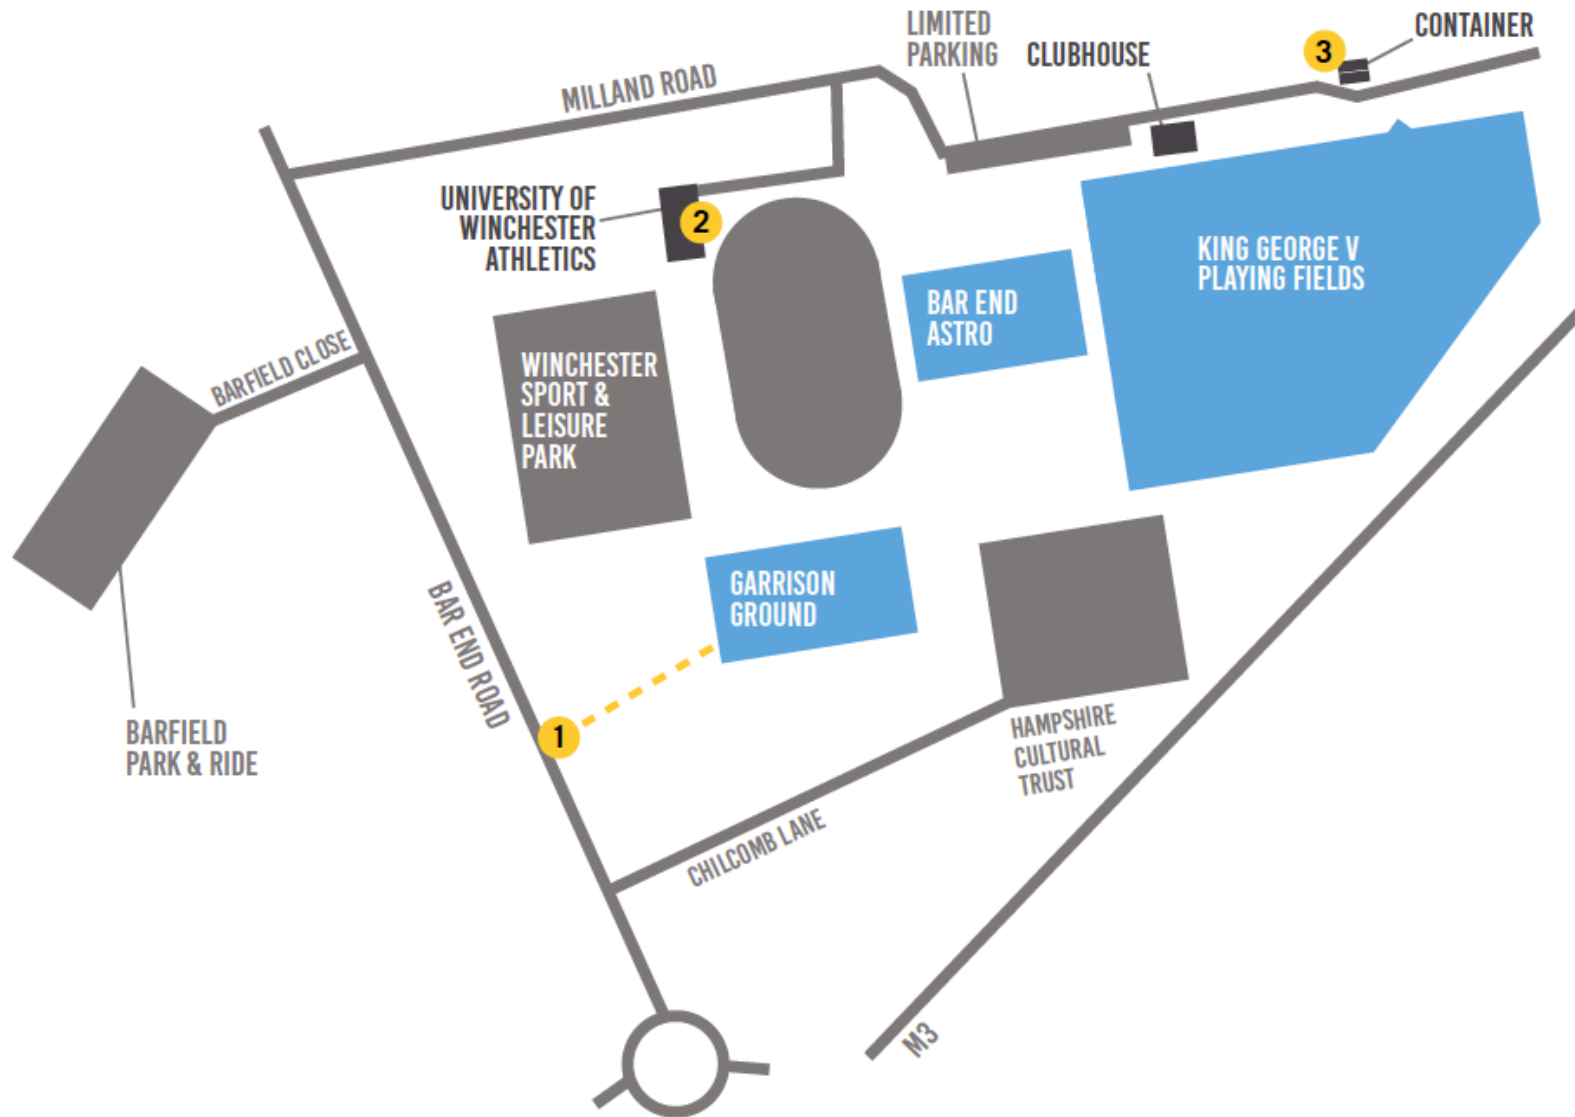 LIMITED
PARKING
CLUBHOUSE
3
CONTAINER
MILLAND ROAD
UNIVERSITY OF
WINCHESTER
ATHLETICS
2
KING GEORGE V
PLAYING FIELDS
BAR END
ASTRO
BARFIELD CLOSE
WINCHESTER
SPORT &
LEISURE
PARK
GARRISON
GROUND
BAR END ROAD
1
BARFIELD
PARK & RIDE
HAMPSHIRE
CULTURAL
TRUST
CHILCOMB LANE
M3